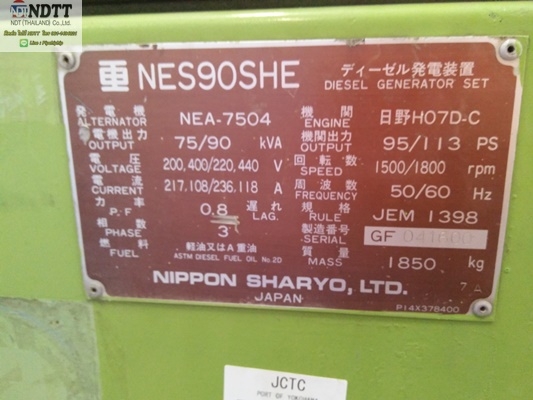 NDT NDTT
NDT (THAILAND) Co.,Ltd.
重 NES90SHE ディーゼル発電装置
DIESEL GENERATOR SET
発電機 ALTERNATOR NEA-7504 機関 ENGINE 日野H07D-C
発電機出力 OUTPUT 75/90 kVA 機関出力 OUTPUT 95/113 PS
電圧 VOLTAGE 200,400/220,440 V 回転数 SPEED 1500/1800 rpm
電流 CURRENT 217.108/236.118 A 周波数 FREQUENCY 50/60 Hz
力率 P.F 0.8 遅れ LAG. 規格 RULE JEM 1398
相数 PHASE 3 製造番号 SERIAL GF
燃料 FUEL 軽油又はA重油 ASTM DIESEL FUEL OIL No.2D 質量 MASS 1850 kg
NIPPON SHARYO, LTD. 7A
JAPAN
P14X378400
JCTC
PORT OF YOKOHAMA